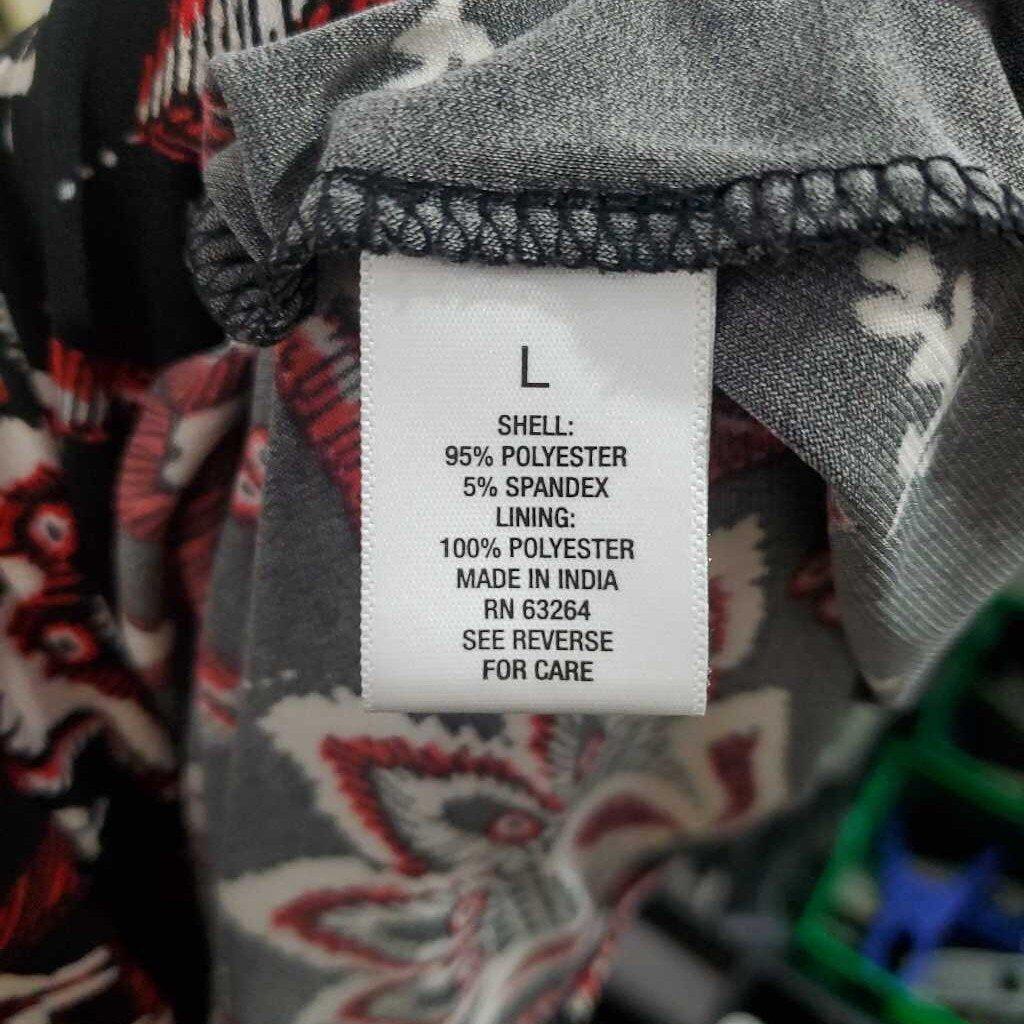 L
SHELL:
95% POLYESTER
5% SPANDEX
LINING:
100% POLYESTER
MADE IN INDIA
RN 63264
SEE REVERSE
FOR CARE